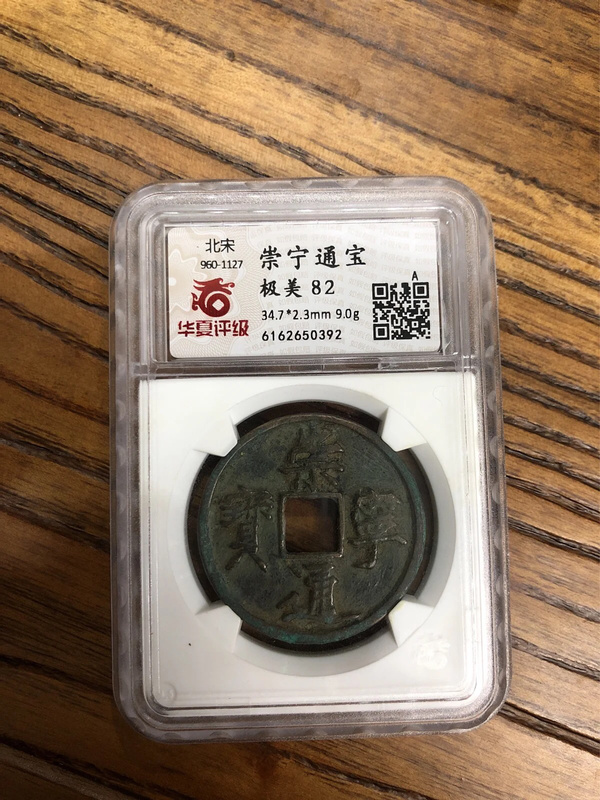 北宋
960-1127
华夏评级
崇宁通宝
极美 82
34.7*2.3mm 9.0g
6162650392
A
崇寧通寳